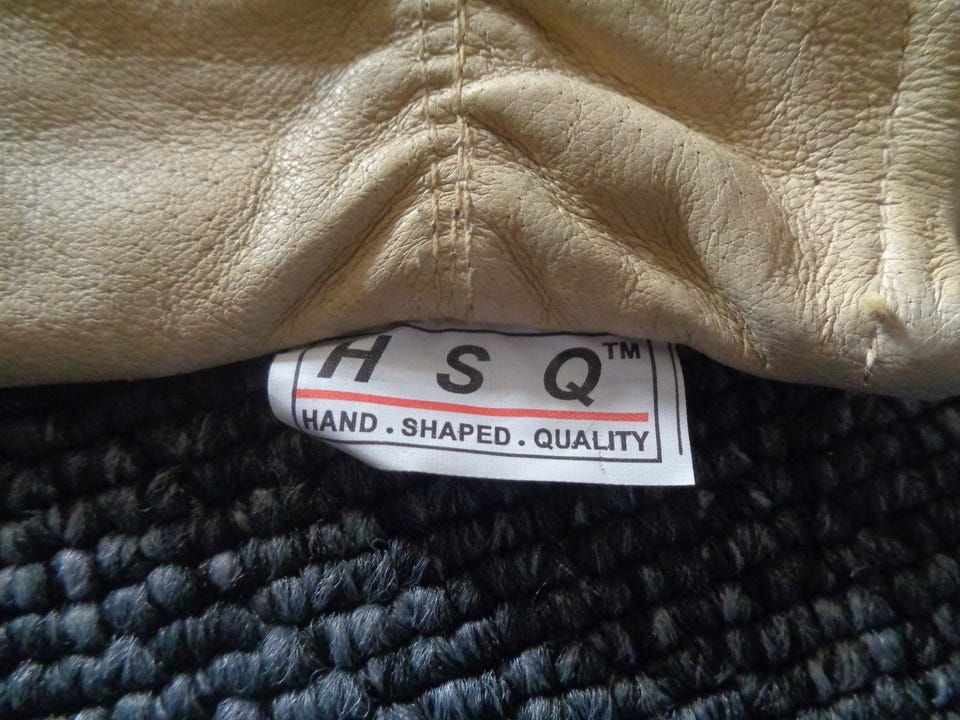 H S Q™
HAND . SHAPED . QUALITY